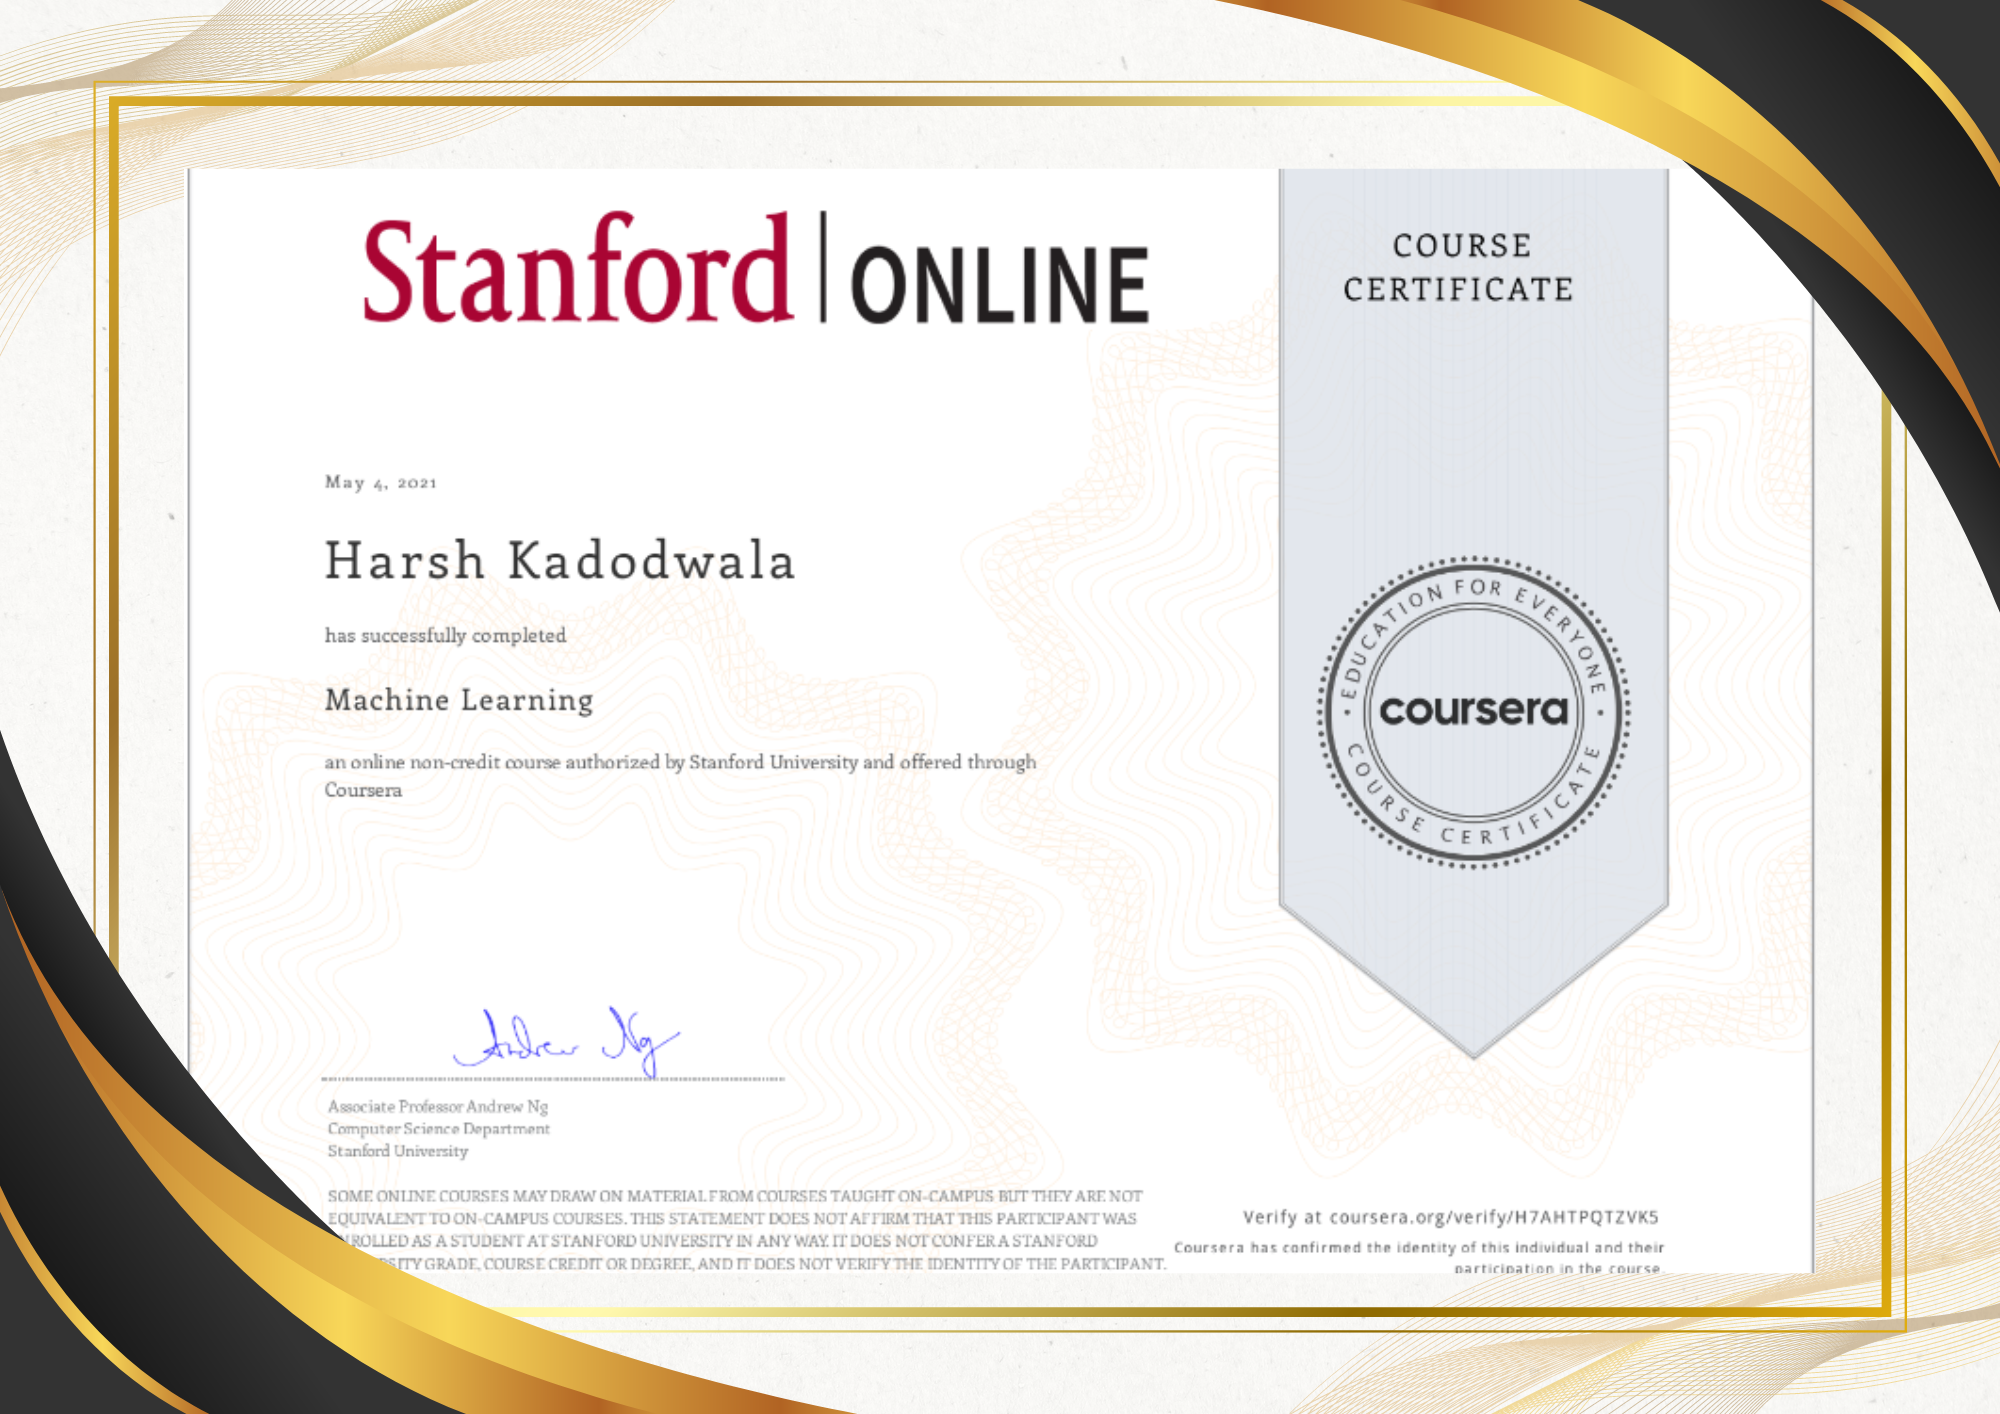 Stanford | ONLINE
COURSE
CERTIFICATE
May 4, 2021
Harsh Kadodwala
has successfully completed
Machine Learning
an online non-credit course authorized by Stanford University and offered through
Coursera
EDUCATION FOR EVERYONE
coursera
COURSE CERTIFICATE
Andrew Ng
Associate Professor Andrew Ng
Computer Science Department
Stanford University
SOME ONLINE COURSES MAY DRAW ON MATERIAL FROM COURSES TAUGHT ON-CAMPUS BUT THEY ARE NOT
EQUIVALENT TO ON-CAMPUS COURSES. THIS STATEMENT DOES NOT AFFIRM THAT THIS PARTICIPANT WAS
ROLLED AS A STUDENT AT STANFORD UNIVERSITY IN ANY WAY. IT DOES NOT CONFER A STANFORD
SITY GRADE, COURSE CREDIT OR DEGREE, AND IT DOES NOT VERIFY THE IDENTITY OF THE PARTICIPANT.
Verify at coursera.org/verify/H7AHTPQTZVK5
Coursera has confirmed the identity of this individual and their
participation in the course.